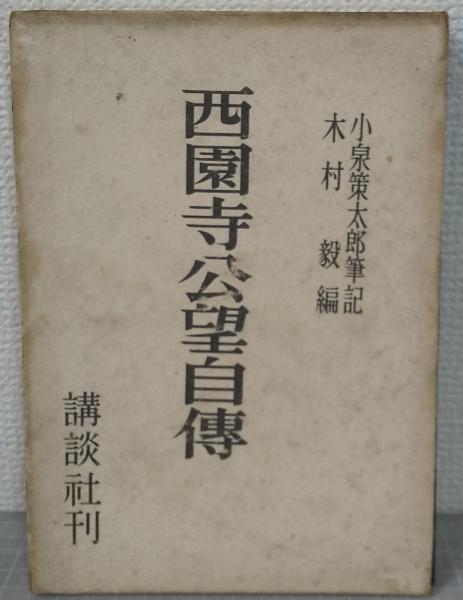 小泉策太郎筆記
木村毅編
西園寺公望自傳
講談社刊